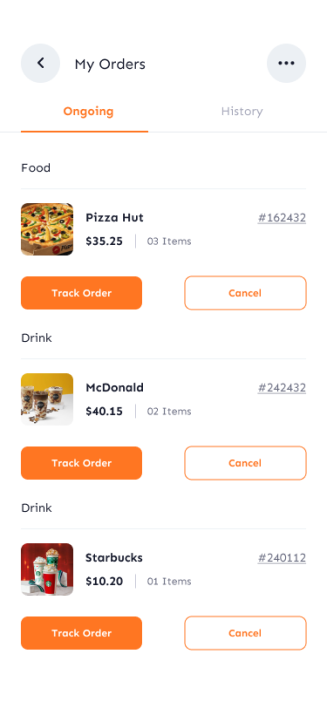 My Orders
Ongoing
History
Food
Pizza Hut
#162432
$35.25
03 Items
Track Order
Cancel
Drink
McDonald
#242432
$40.15
02 Items
Track Order
Cancel
Drink
Starbucks
#240112
$10.20
01 Items
Track Order
Cancel